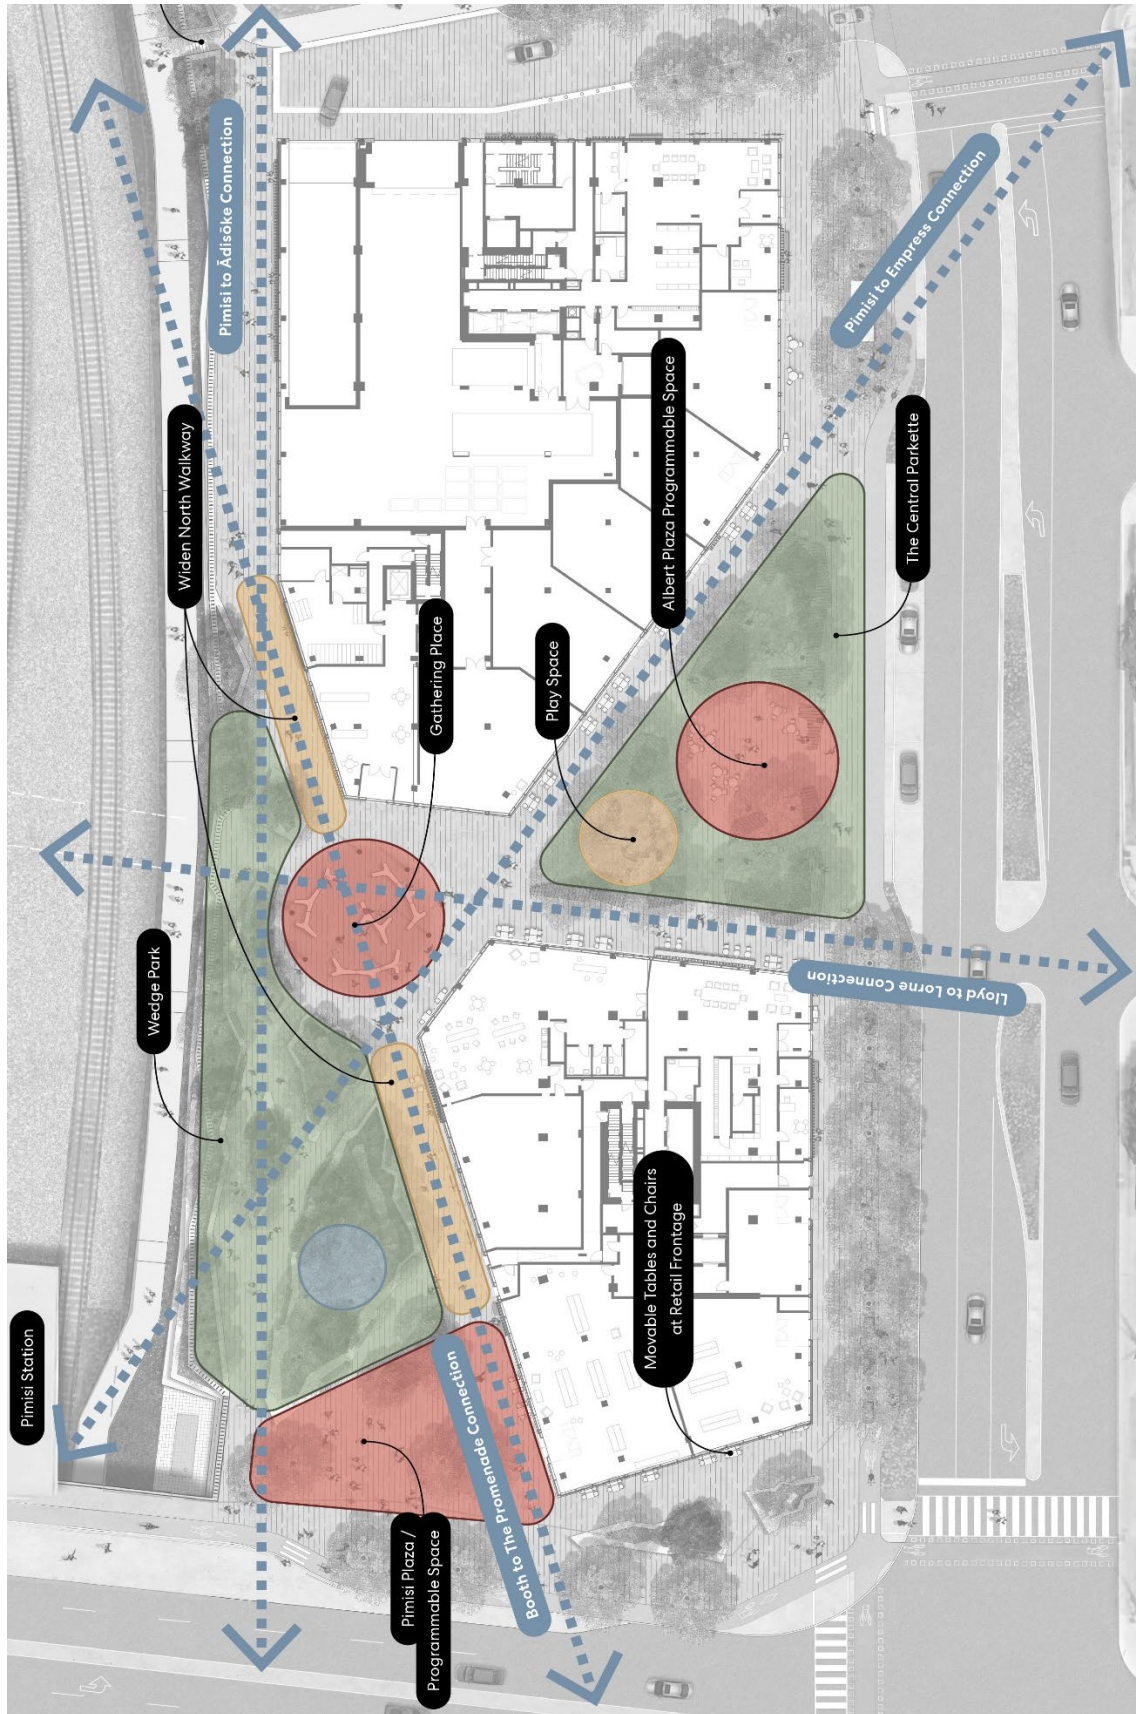 Pimisi Station
Wedge Park
Widen North Walkway
Pimisi to Ādisōke Connection
Pimisi Plaza /
Programmable Space
Booth to The Promenade Connection
Gathering Place
Play Space
Movable Tables and Chairs
at Retail Frontage
Albert Plaza Programmable Space
Lloyd to Lorne Connection
Pimisi to Empress Connection
The Central Parkette